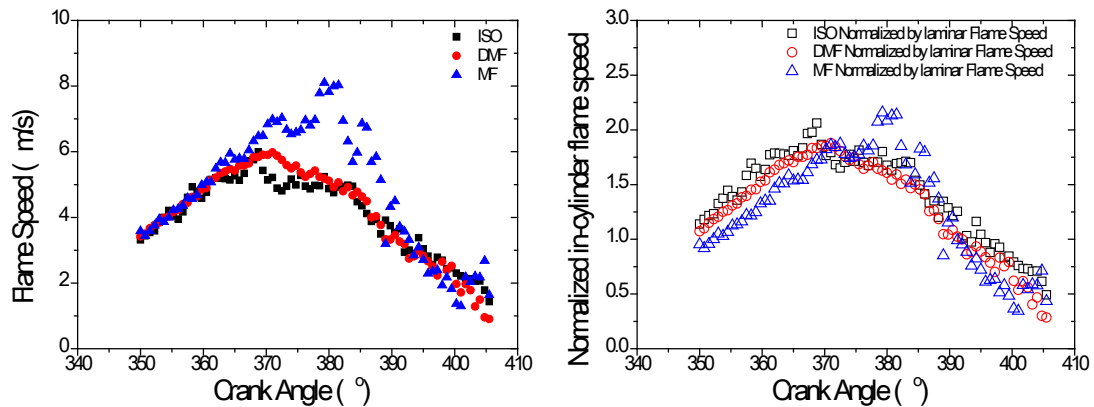 10
8
6
4
2
0
340 350 360 370 380 390 400 410
Flame Speed ( m/s)
Crank Angle ( °)
ISO
DMF
MF
3.0
2.5
2.0
1.5
1.0
0.5
0.0
340 350 360 370 380 390 400 410
Normalized in-cylinder flame speed
Crank Angle ( °)
ISO Normalized by laminar Flame Speed
DMF Normalized by laminar Flame Speed
MF Normalized by laminar Flame Speed